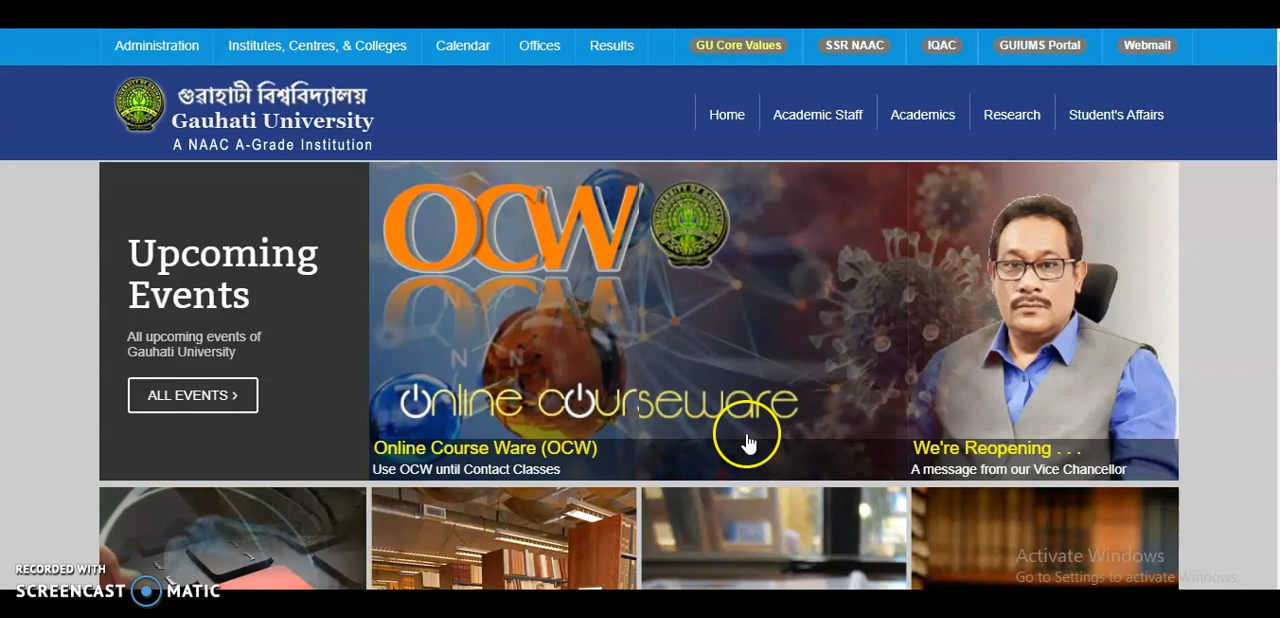 Administration Institutes, Centres, & Colleges Calendar Offices Results GU Core Values SSR NAAC IQAC GUIUMS Portal Webmail
গুৱাহাটী বিশ্ববিদ্যালয়
Gauhati University
A NAAC A-Grade Institution
Home Academic Staff Academics Research Student's Affairs
Upcoming
Events
All upcoming events of
Gauhati University
ALL EVENTS >
OCW
Online courseware
Online Course Ware (OCW)
Use OCW until Contact Classes
We're Reopening . . .
A message from our Vice Chancellor
Activate Windows
Go to Settings to activate Windows.
RECORDED WITH
SCREENCAST MATIC